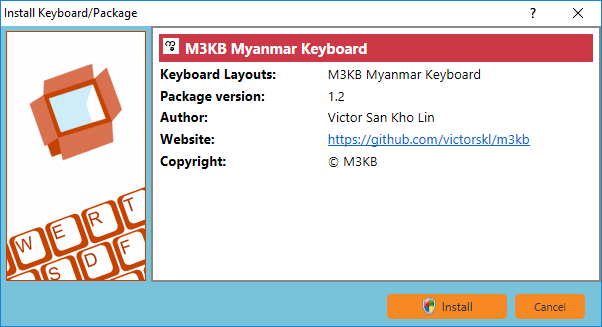 Install Keyboard/Package
M3KB Myanmar Keyboard
Keyboard Layouts: M3KB Myanmar Keyboard
Package version: 1.2
Author: Victor San Kho Lin
Website: https://github.com/victorskl/m3kb
Copyright: © M3KB
W E R T
S D F
Install Cancel